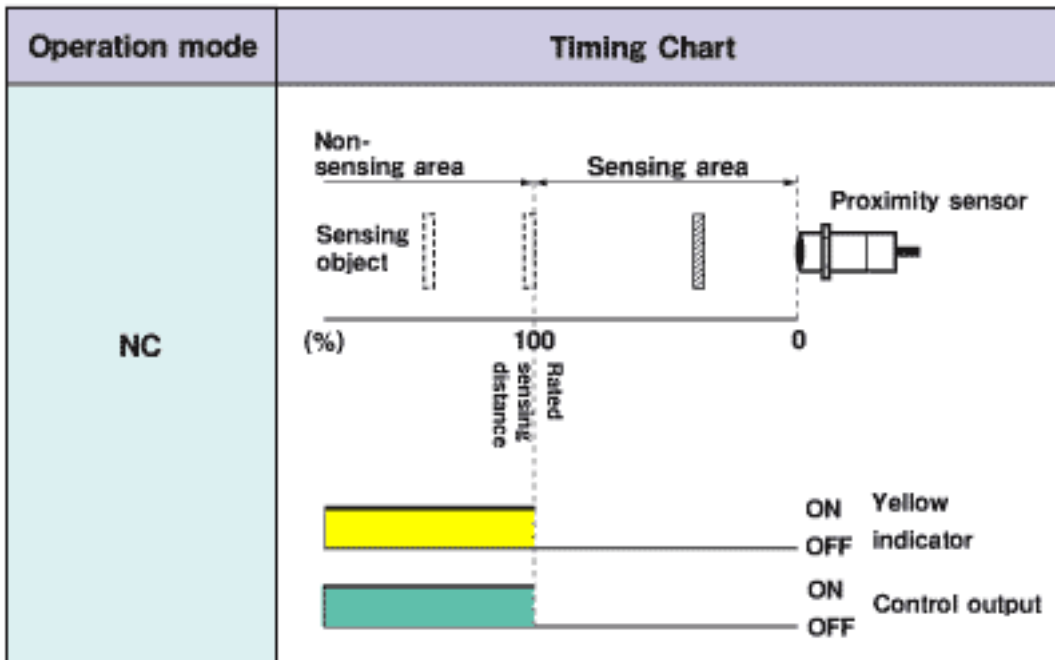 Operation mode
Timing Chart
NC
Non-
sensing area
Sensing area
Proximity sensor
Sensing
object
(%)
100
0
Rated
sensing
distance
ON
OFF
Yellow
indicator
ON
OFF
Control output